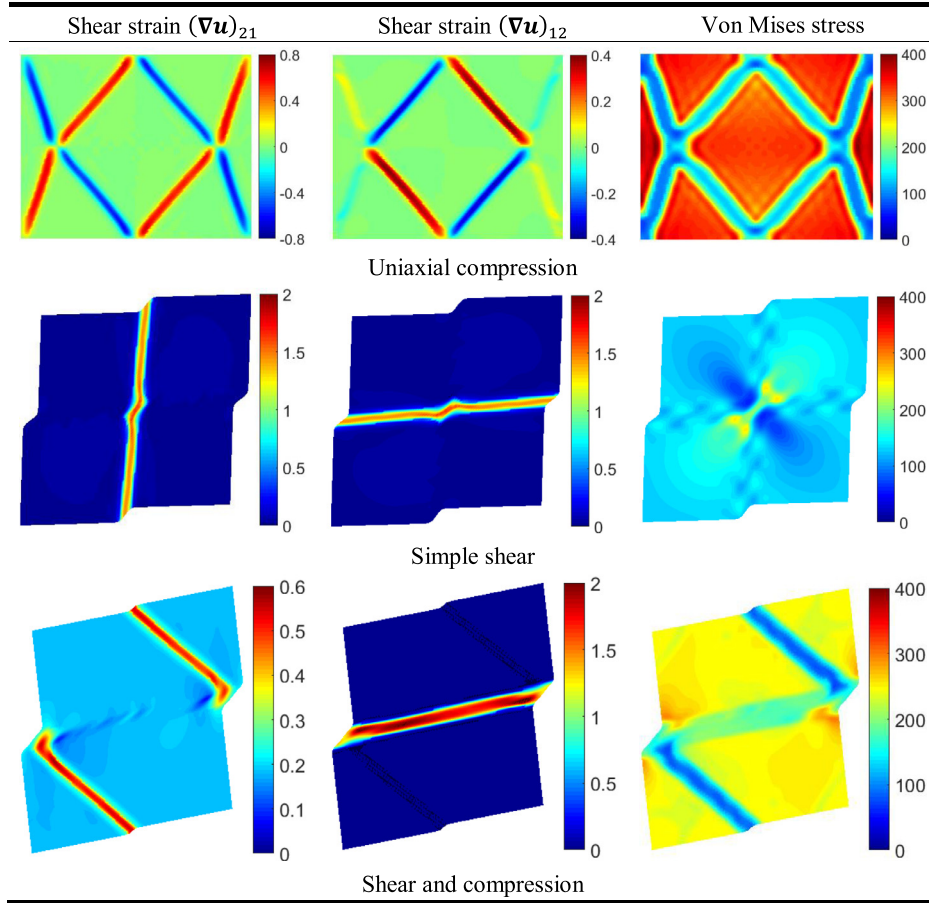 Shear strain (∇u)₂₁ Shear strain (∇u)₁₂ Von Mises stress
0.8 0.4 0 -0.4 -0.8
0.4 0.2 0 -0.2 -0.4
400 300 200 100 0
Uniaxial compression
2 1.5 1 0.5 0
2 1.5 1 0.5 0
400 300 200 100 0
Simple shear
0.6 0.5 0.4 0.3 0.2 0.1 0
2 1.5 1 0.5 0
400 300 200 100 0
Shear and compression